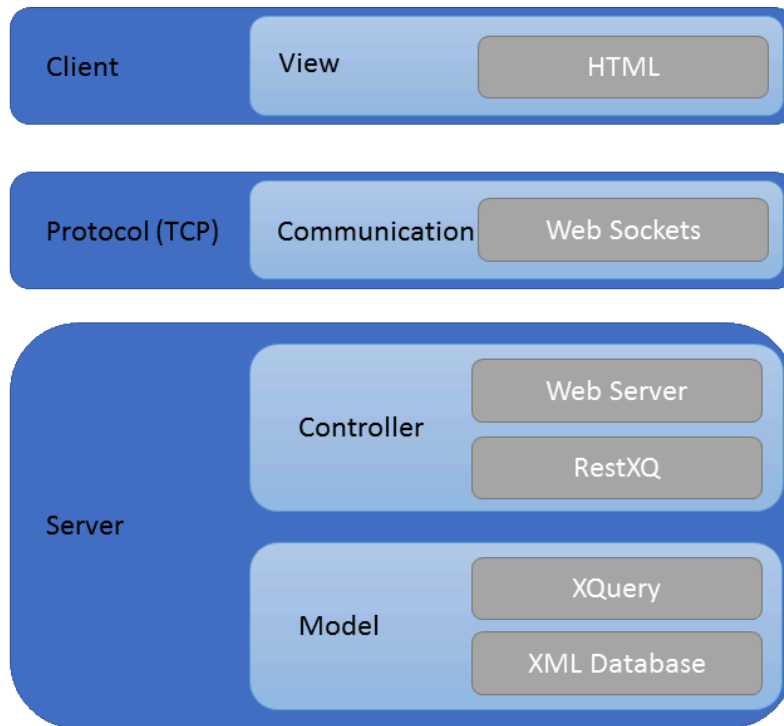 Client
View
HTML
Protocol (TCP)
Communication
Web Sockets
Server
Controller
Web Server
RestXQ
Model
XQuery
XML Database